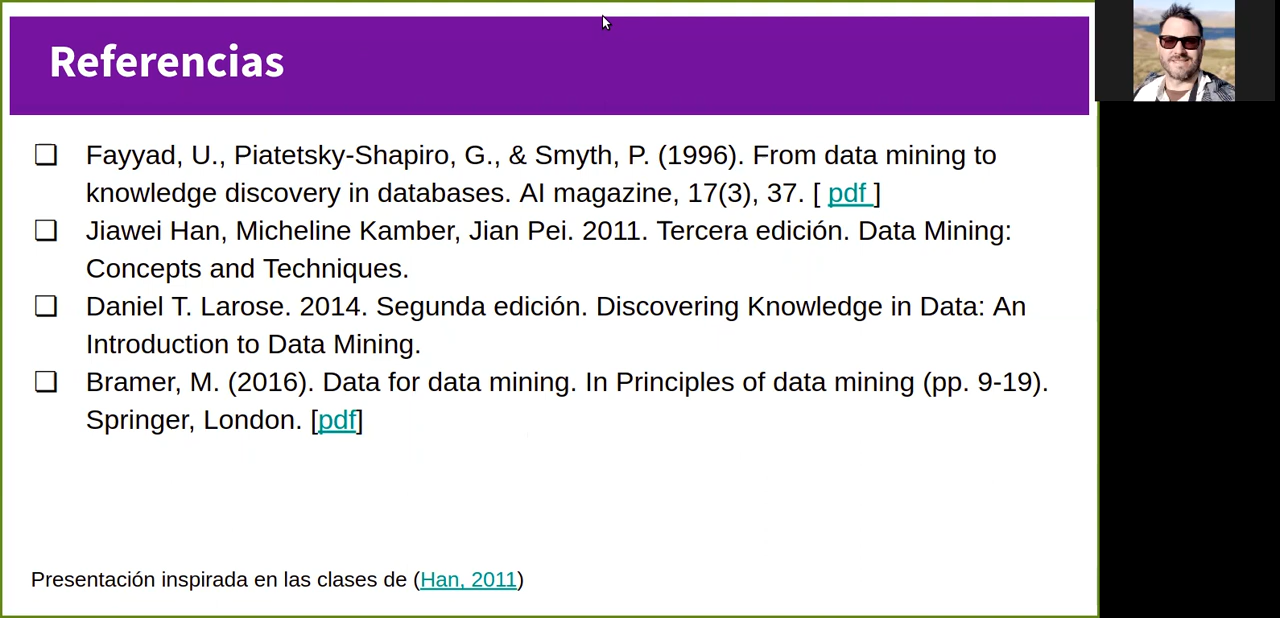 Referencias
❏ Fayyad, U., Piatetsky-Shapiro, G., & Smyth, P. (1996). From data mining to
knowledge discovery in databases. AI magazine, 17(3), 37. [ pdf ]
❏ Jiawei Han, Micheline Kamber, Jian Pei. 2011. Tercera edición. Data Mining:
Concepts and Techniques.
❏ Daniel T. Larose. 2014. Segunda edición. Discovering Knowledge in Data: An
Introduction to Data Mining.
❏ Bramer, M. (2016). Data for data mining. In Principles of data mining (pp. 9-19).
Springer, London. [pdf]
Presentación inspirada en las clases de (Han, 2011)